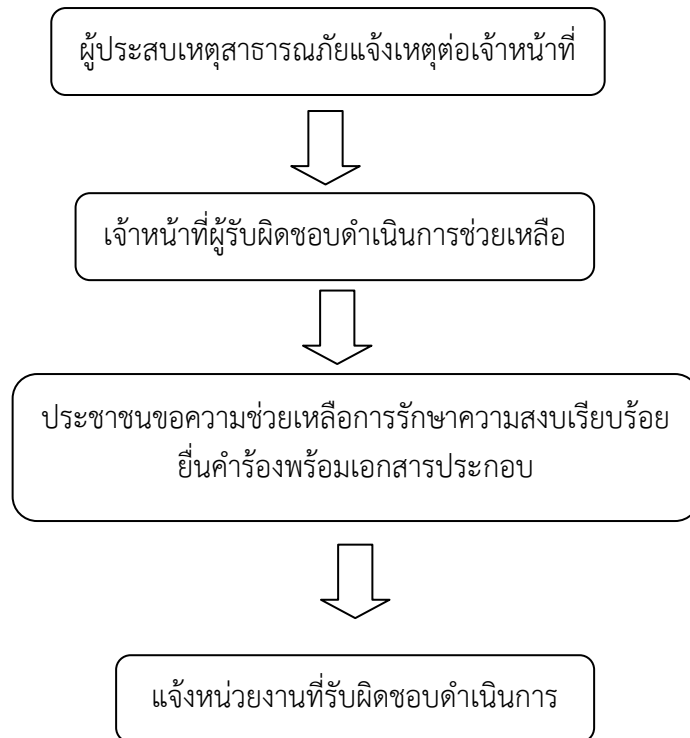 ผู้ประสบเหตุสาธารณภัยแจ้งเหตุต่อเจ้าหน้าที่
เจ้าหน้าที่ผู้รับผิดชอบดำเนินการช่วยเหลือ
ประชาชนขอความช่วยเหลือการรักษาความสงบเรียบร้อย
ยื่นคำร้องพร้อมเอกสารประกอบ
แจ้งหน่วยงานที่รับผิดชอบดำเนินการ